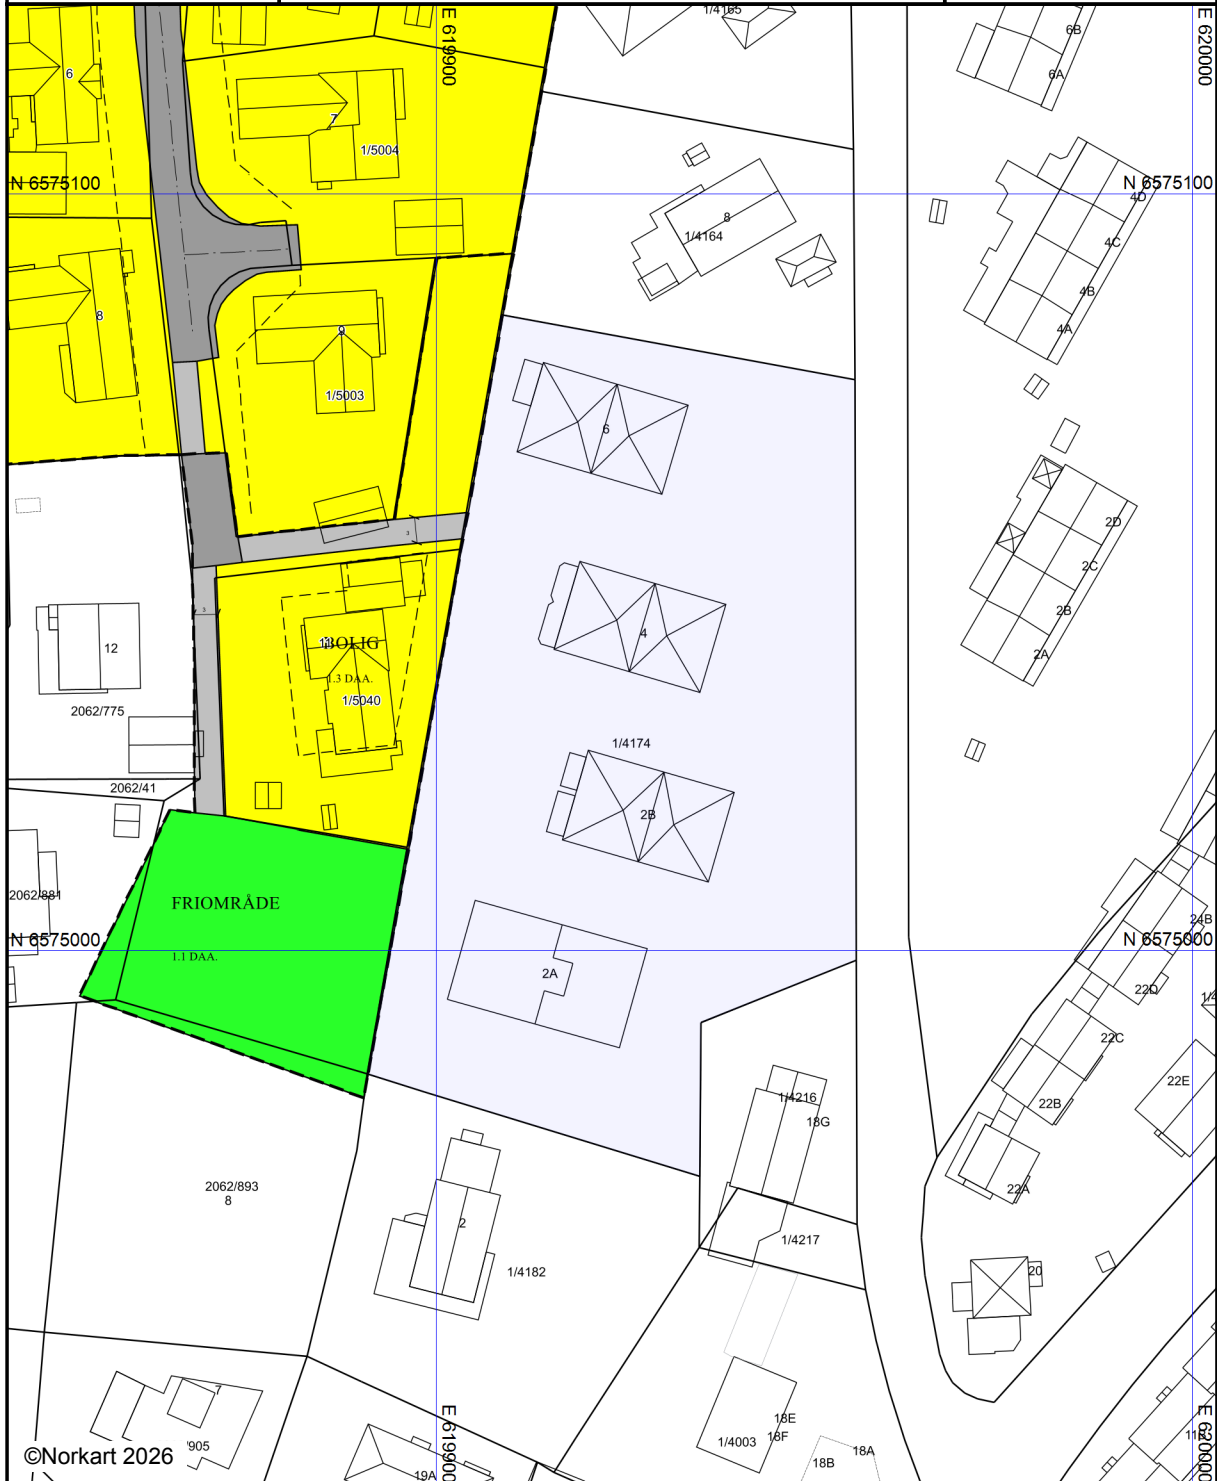 1/4165
6B
E 619900
E 620000
6
6A
7
1/5004
N 6575100
N 6575100
4D
8
1/4164
4C
4B
8
9
4A
1/5003
6
2D
3
2C
3
2B
4
12
BOLIG
2A
1.3 DAA.
1/5040
2062/775
1/4174
2062/41
2B
2062/881
FRIOMRÅDE
24B
N 6575000
N 6575000
1.1 DAA.
2A
22D
22C
22E
1/4216
22B
18G
2062/893
8
22A
2
1/4217
1/4182
20
7
E 619900
E 620000
18E
18F
1/4003
18A
18B
19A
©Norkart 2026